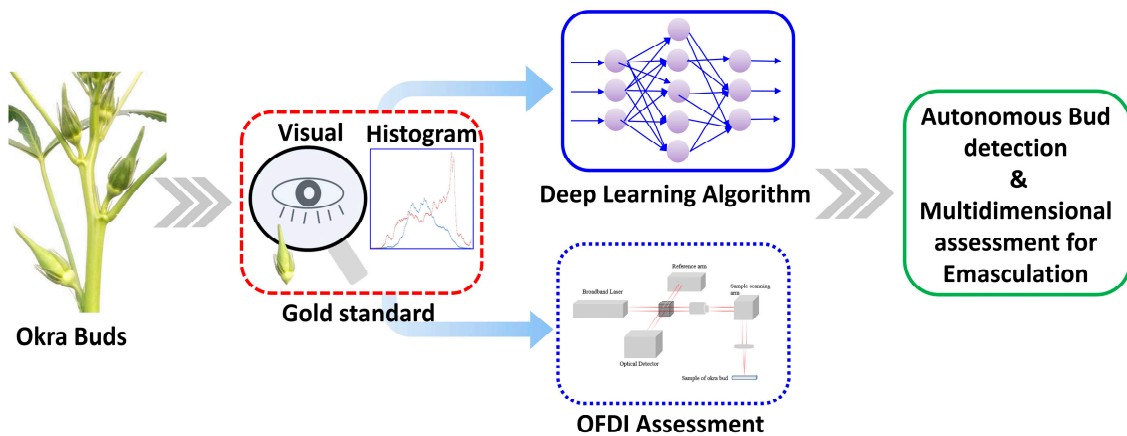 Okra Buds
Visual
Histogram
Gold standard
Deep Learning Algorithm
Reference arm
Broadband Laser
Sample scanning
arm
Optical Detector
Sample of okra bud
OFDI Assessment
Autonomous Bud
detection
&
Multidimensional
assessment for
Emasculation